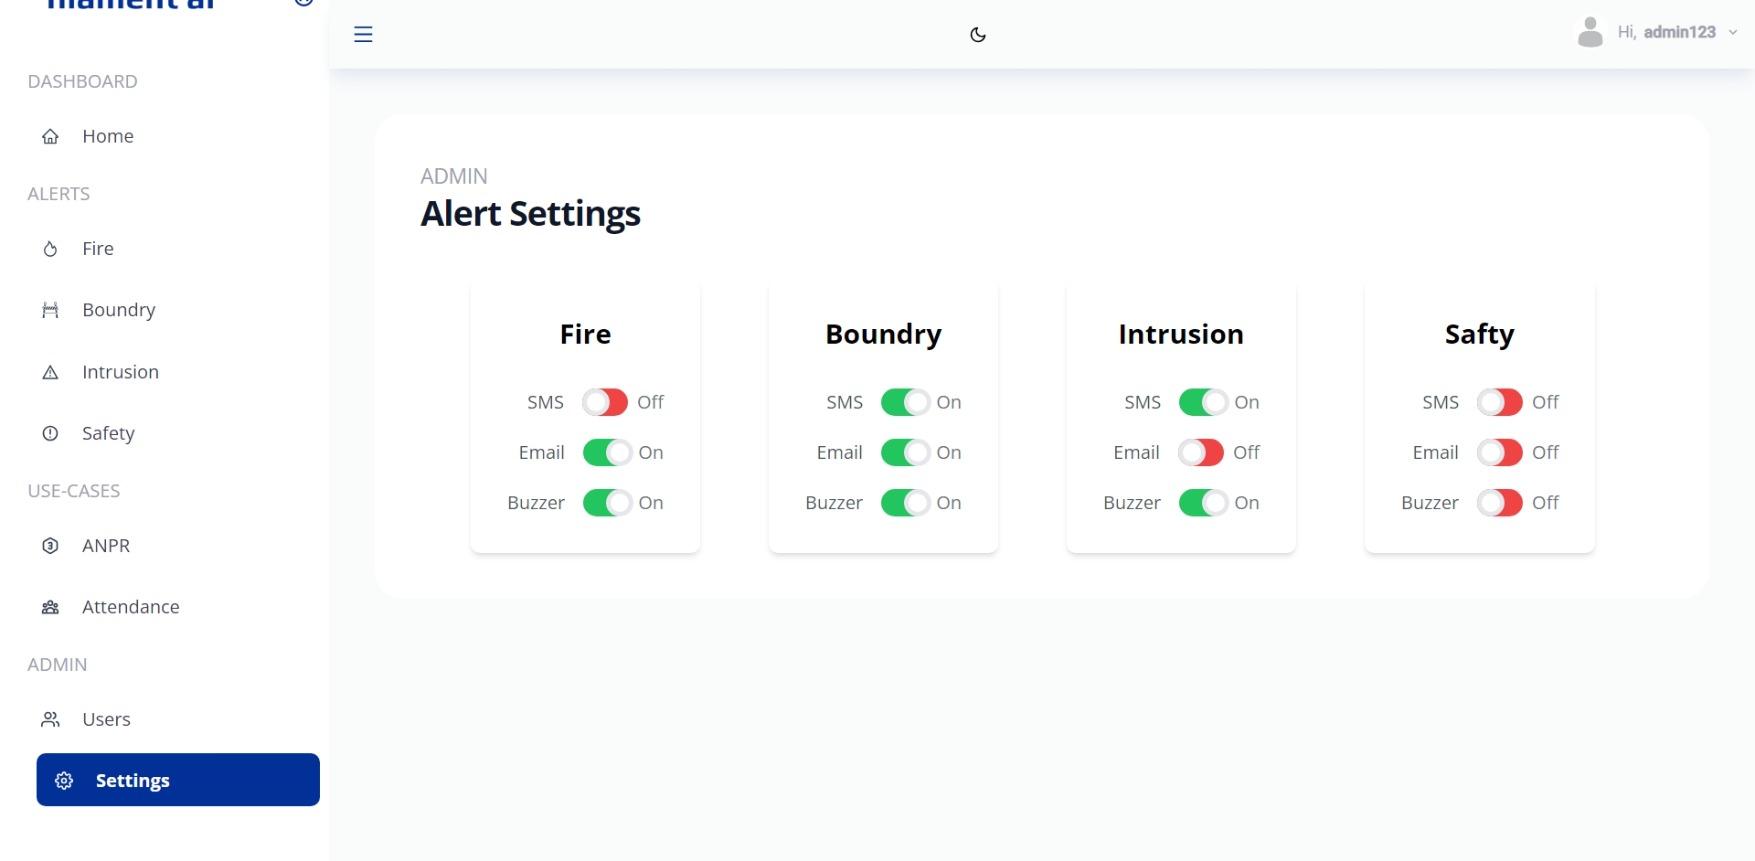 filament ai
DASHBOARD
Home
ALERTS
Fire
Boundry
Intrusion
Safety
USE-CASES
ANPR
Attendance
ADMIN
Users
Settings
Hi, admin123
ADMIN
Alert Settings
Fire
SMS Off
Email On
Buzzer On
Boundry
SMS On
Email On
Buzzer On
Intrusion
SMS On
Email Off
Buzzer On
Safty
SMS Off
Email Off
Buzzer Off